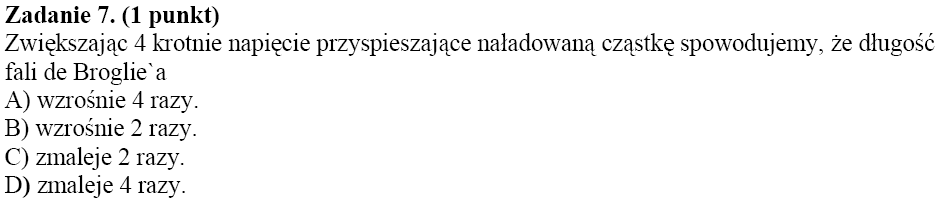 Zadanie 7. (1 punkt)
Zwiększając 4 krotnie napięcie przyspieszające naładowaną cząstkę spowodujemy, że długość
fali de Broglie`a
A) wzrośnie 4 razy.
B) wzrośnie 2 razy.
C) zmaleje 2 razy.
D) zmaleje 4 razy.